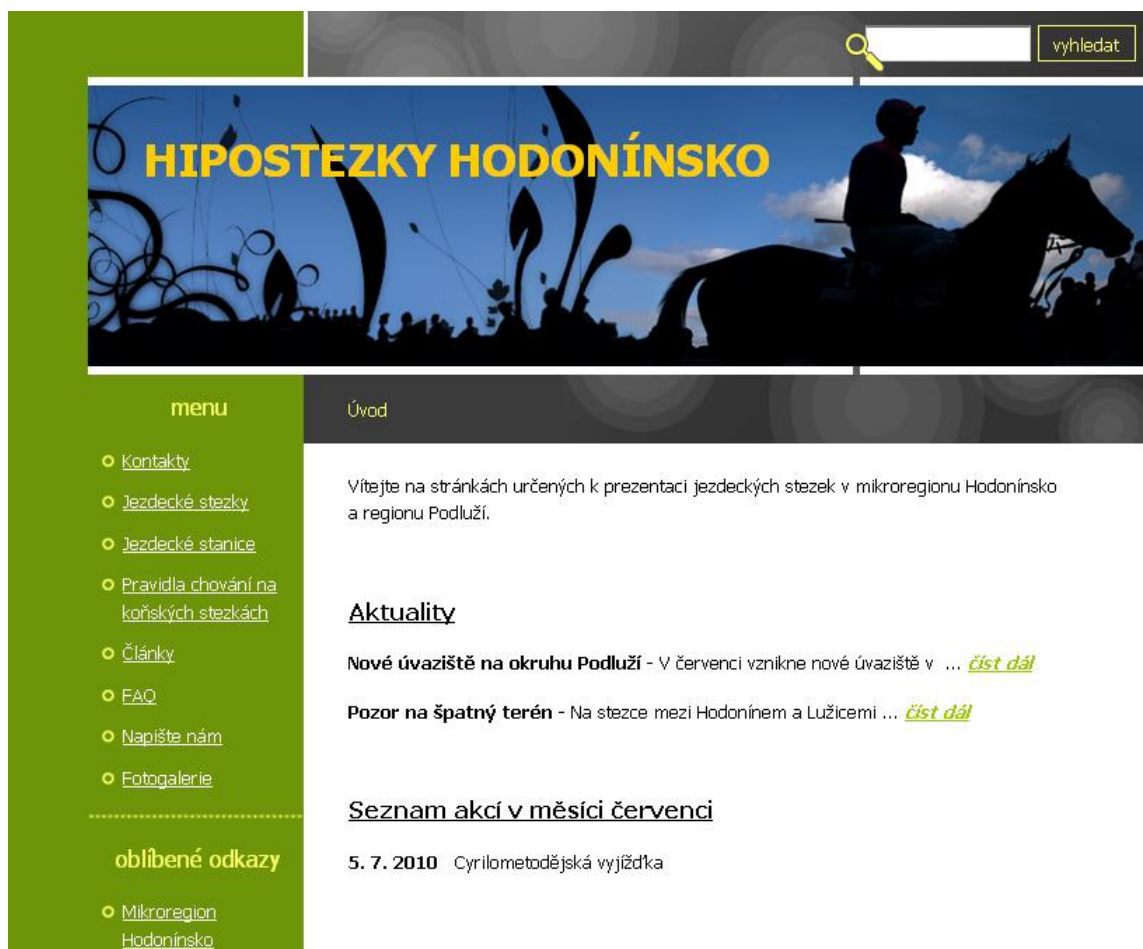 vyhledat
HIPOSTEZKY HODONÍNSKO
menu
Kontakty
Jezdecké stezky
Jezdecké stanice
Pravidla chování na
koňských stezkách
Články
FAQ
Napište nám
Fotogalerie
oblíbené odkazy
Mikroregion
Hodonínsko
Úvod
Vítejte na stránkách určených k prezentaci jezdeckých stezek v mikroregionu Hodonínsko
a regionu Podluží.
Aktuality
Nové úvaziště na okruhu Podluží - V červenci vznikne nové úvaziště v ... číst dál
Pozor na špatný terén - Na stezce mezi Hodonínem a Lužicemi ... číst dál
Seznam akcí v měsíci červenci
5. 7. 2010 Cyrilometodějská vyjížďka